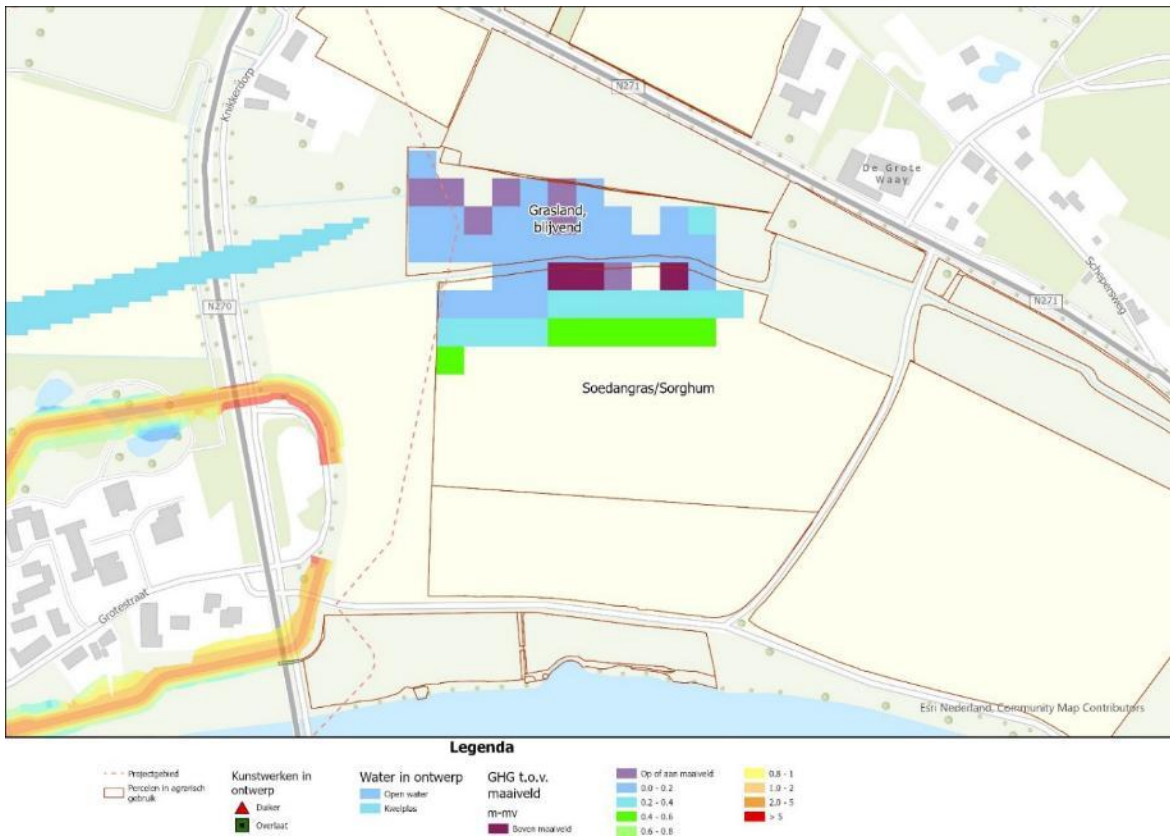 N271
Knikkerdorp
De Grote
Waay
Grasland,
blijvend
Schepersweg
N270
N271
Soedangras/Sorghum
Grotestraat
Esri Nederland, Community Map Contributors
Legenda
Projectgebied
Percelen in agrarisch
gebruik
Kunstwerken in
ontwerp
Duiker
Overlaat
Water in ontwerp
Open water
Kwelplas
GHG t.o.v.
maaiveld
m-mv
Boven maaiveld
Op of aan maaiveld
0.0 - 0.2
0.2 - 0.4
0.4 - 0.6
0.6 - 0.8
0.8 - 1
1.0 - 2
2.0 - 5
> 5